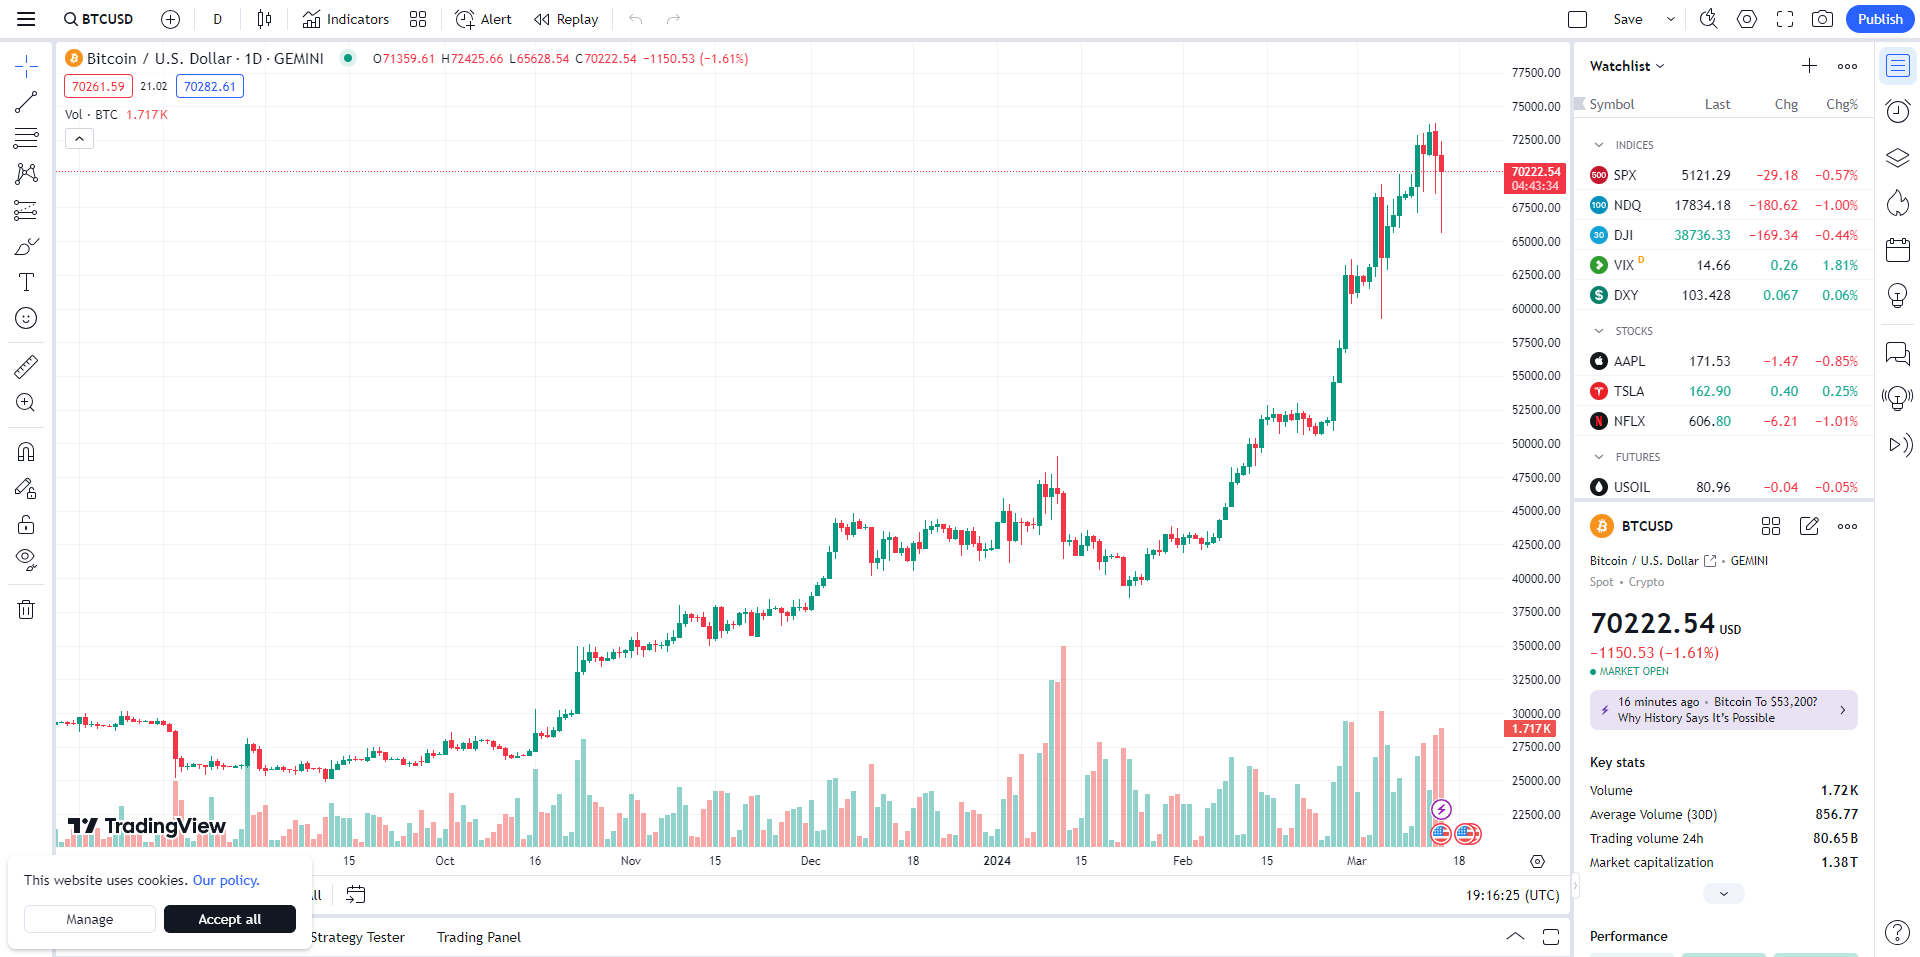 BTCUSD D Indicators Alert Replay Save Publish
Bitcoin / U.S. Dollar · 1D · GEMINI O71359.61 H72425.66 L65628.54 C70222.54 −1150.53 (−1.61%)
70261.59 21.02 70282.61
Vol · BTC 1.717K
77500.00
75000.00
72500.00
70222.54
04:43:34
67500.00
65000.00
62500.00
60000.00
57500.00
55000.00
52500.00
50000.00
47500.00
45000.00
42500.00
40000.00
37500.00
35000.00
32500.00
30000.00
1.717K
27500.00
25000.00
22500.00
TradingView
15 Oct 16 Nov 15 Dec 18 2024 15 Feb 15 Mar 18
19:16:25 (UTC)
This website uses cookies. Our policy.
Manage Accept all
Strategy Tester Trading Panel
Watchlist
Symbol Last Chg Chg%
INDICES
500 SPX 5121.29 −29.18 −0.57%
100 NDQ 17834.18 −180.62 −1.00%
30 DJI 38736.33 −169.34 −0.44%
VIX D 14.66 0.26 1.81%
$ DXY 103.428 0.067 0.06%
STOCKS
AAPL 171.53 −1.47 −0.85%
TSLA 162.90 0.40 0.25%
N NFLX 606.80 −6.21 −1.01%
FUTURES
USOIL 80.96 −0.04 −0.05%
BTCUSD
Bitcoin / U.S. Dollar • GEMINI
Spot • Crypto
70222.54 USD
−1150.53 (−1.61%)
MARKET OPEN
16 minutes ago • Bitcoin To $53,200?
Why History Says It's Possible
Key stats
Volume 1.72K
Average Volume (30D) 856.77
Trading volume 24h 80.65B
Market capitalization 1.38T
Performance